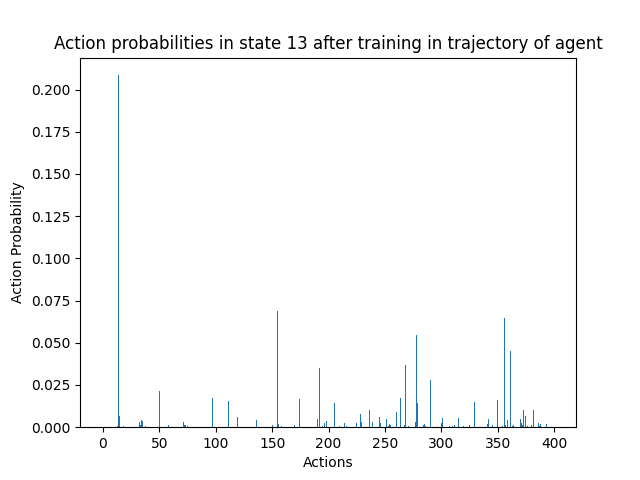 Action probabilities in state 13 after training in trajectory of agent
0.200
0.175
0.150
0.125
0.100
0.075
0.050
0.025
0.000
Action Probability
0 50 100 150 200 250 300 350 400
Actions